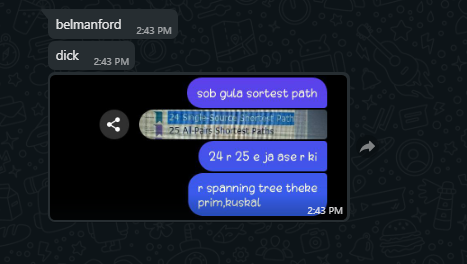 belmanford
2:43 PM
dick
2:43 PM
sob gula sortest path
24 Single-Source Shortest Path
25 Al-Pairs Shortest Paths
24 r 25 e ja ase r ki
r spanning tree theke
prim,kuskal
2:43 PM